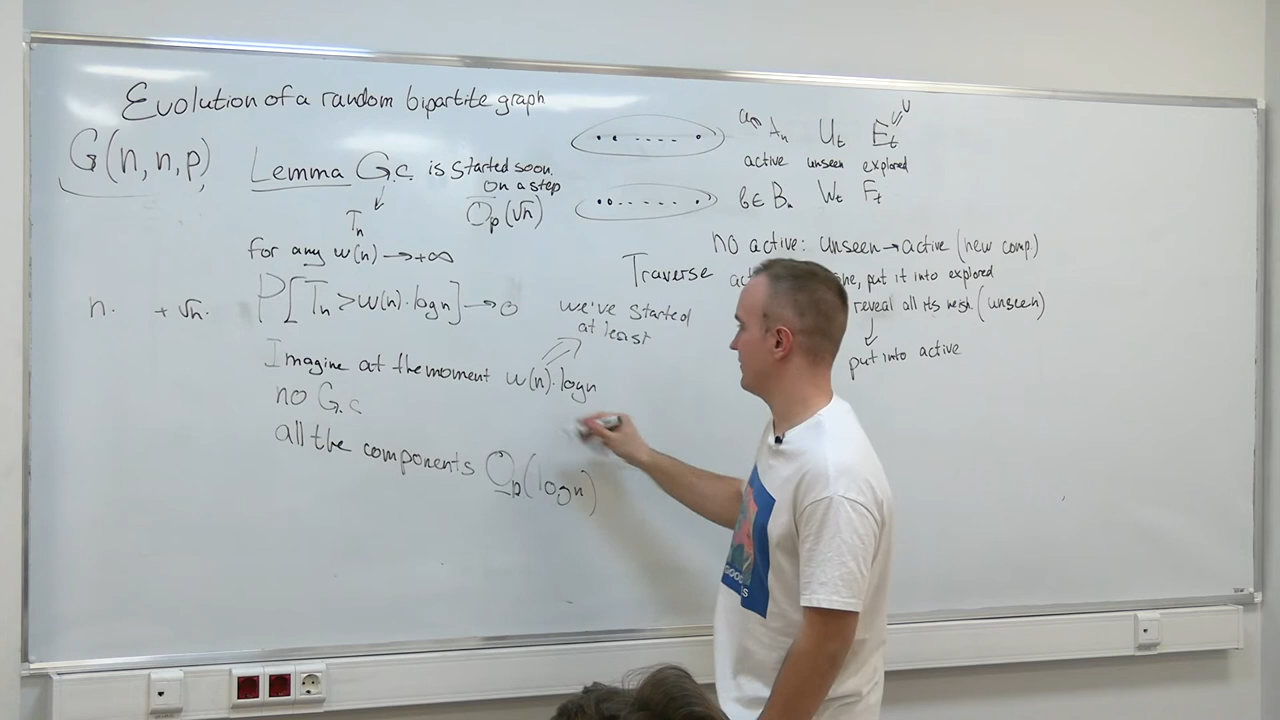 Evolution of a random bipartite graph
G(n, n, p)
Lemma G.c. is started soon.
on a step
O_p(√n)
T_n
for any w(n) → +∞
n. + √n.
P[T_n > w(n)·log n] → 0
we've started
at least
Imagine at the moment w(n)·log n
no G.c
all the components O_p(log n)
A_n U_t E_t
U
active unseen explored
b ∈ B_n W_t F_t
no active: unseen → active (new comp.)
Traverse
put it into explored
reveal all its neigh. (unseen)
put into active